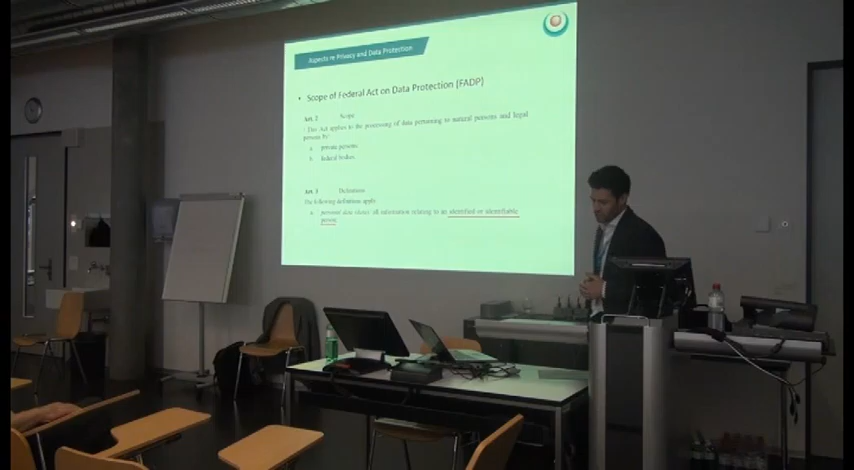 Aspects re Privacy and Data Protection
• Scope of Federal Act on Data Protection (FADP)
Art. 2 Scope
This Act applies to the processing of data pertaining to natural persons and legal
persons by:
a. private persons
b. federal bodies
Art. 3 Definitions
The following definitions apply:
a. personal data (data): all information relating to an identified or identifiable
person;